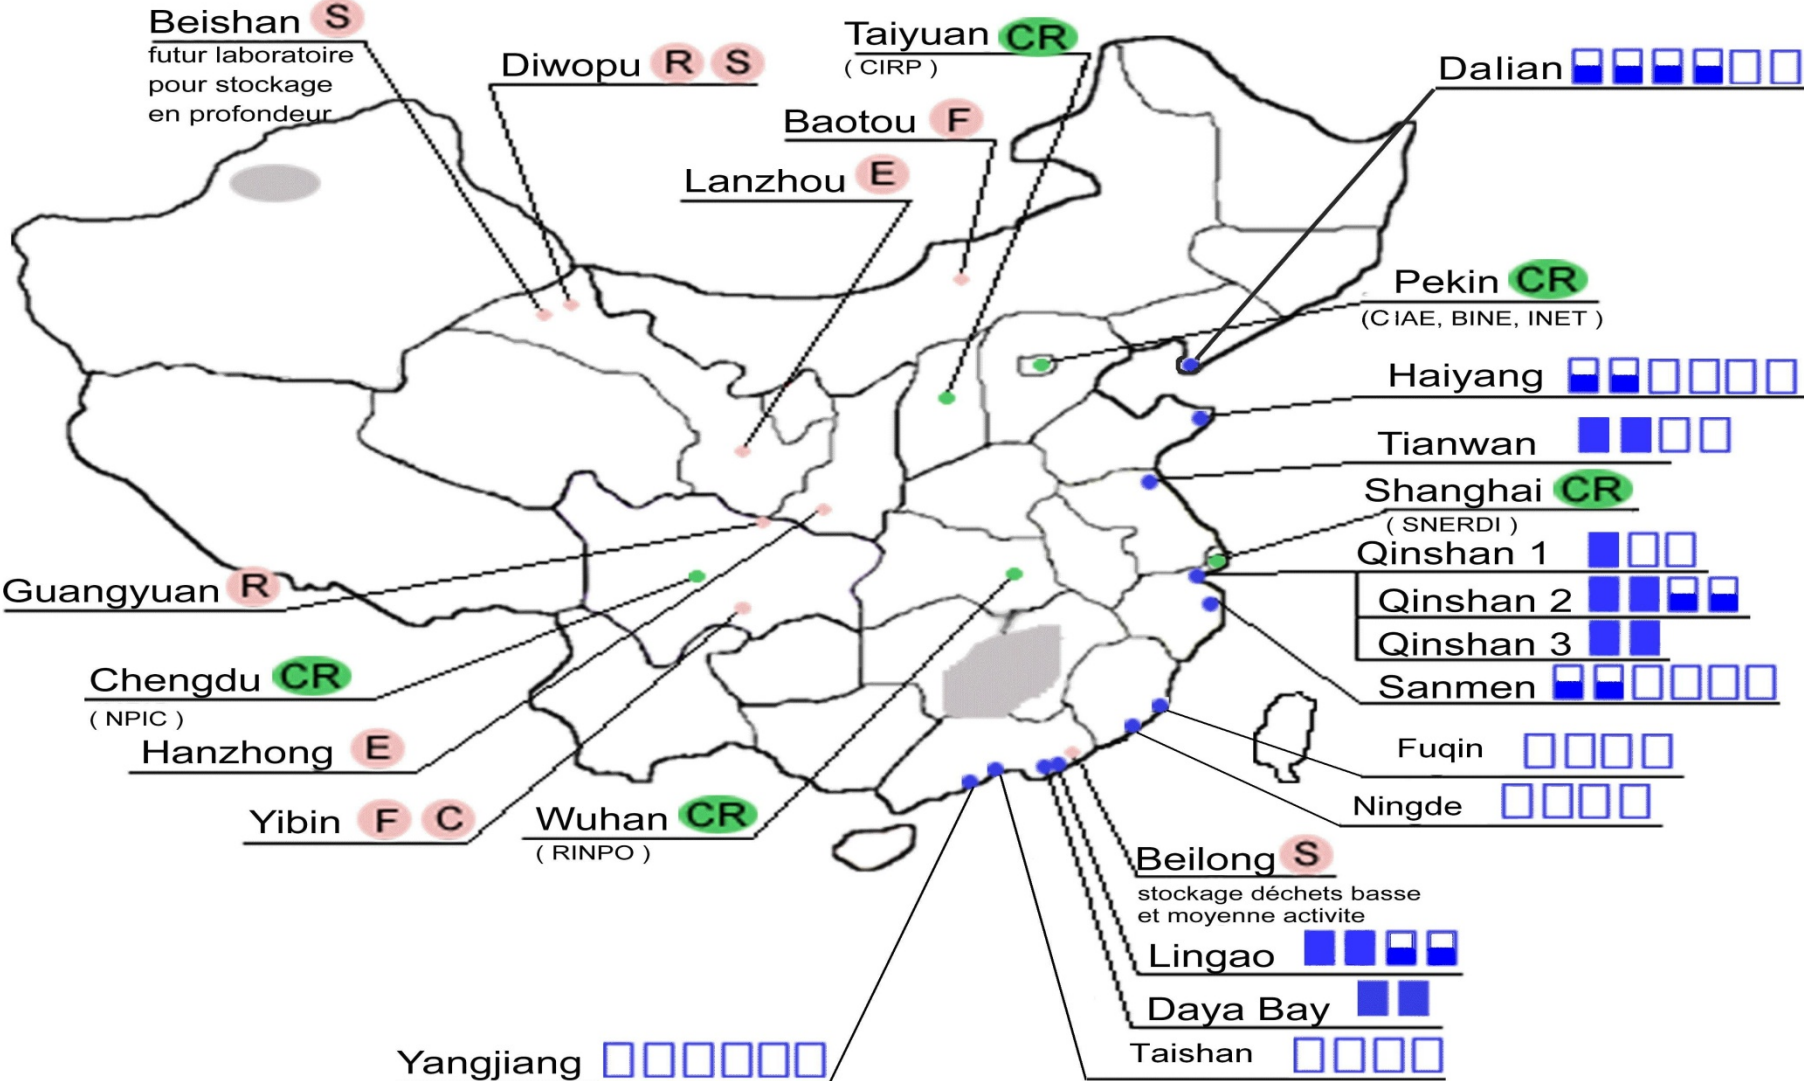 Beishan S
futur laboratoire
pour stockage
en profondeur
Diwopu R S
Taiyuan CR
( CIRP )
Baotou F
Lanzhou E
Dalian
Pekin CR
(CIAE, BINE, INET )
Haiyang
Tianwan
Shanghai CR
( SNERDI )
Qinshan 1
Qinshan 2
Qinshan 3
Sanmen
Fuqin
Ningde
Guangyuan R
Chengdu CR
( NPIC )
Hanzhong E
Yibin F C
Wuhan CR
( RINPO )
Beilong S
stockage déchets basse
et moyenne activite
Lingao
Daya Bay
Taishan
Yangjiang